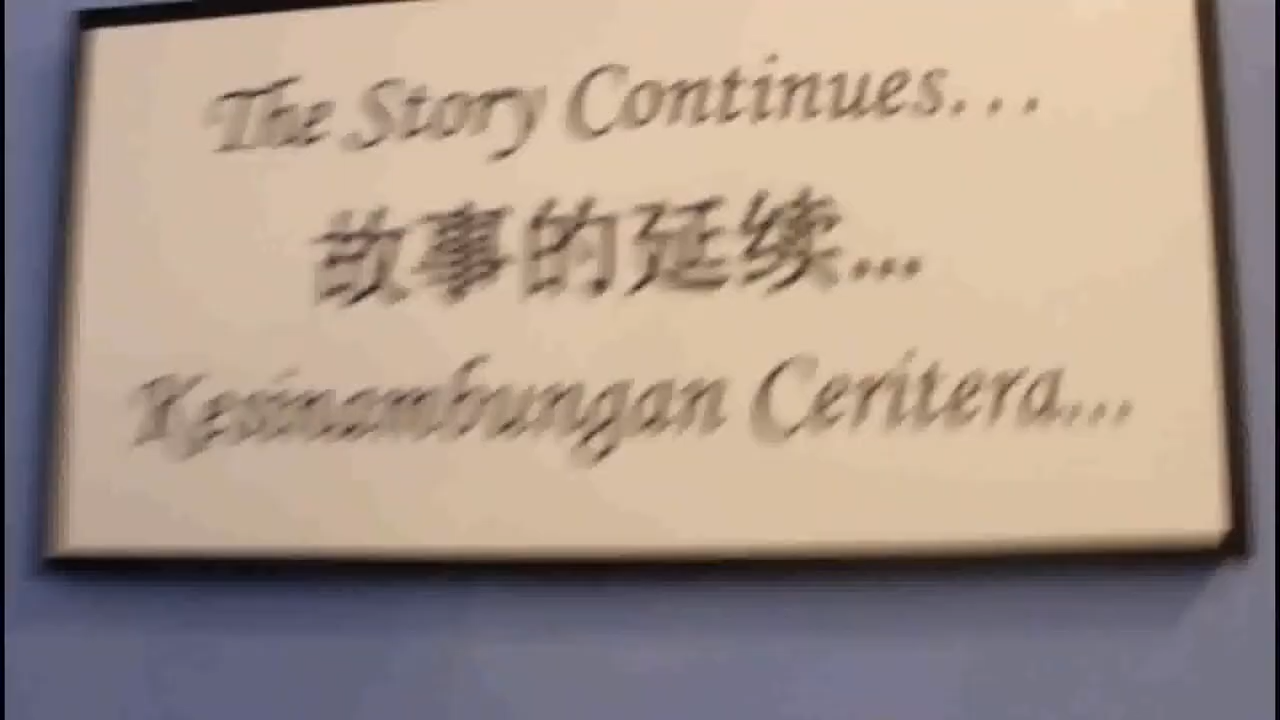 The Story Continues...
故事的延续...
Kesinambungan Ceritera...